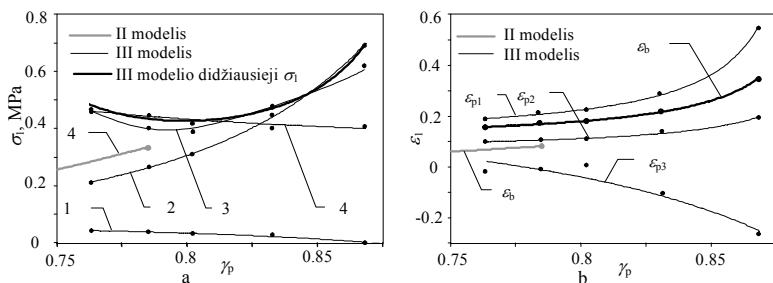 0.8
II modelis
III modelis
III modelio didžiausieji σ1
0.6
σ1, MPa
0.4
4
0.2
1
2
3
4
0
0.75
0.8
0.85
γp
a
0.6
II modelis
III modelis
εb
0.4
εp1
εp2
0.2
ε1
0
εb
εp3
-0.2
0.75
0.8
0.85
γp
b